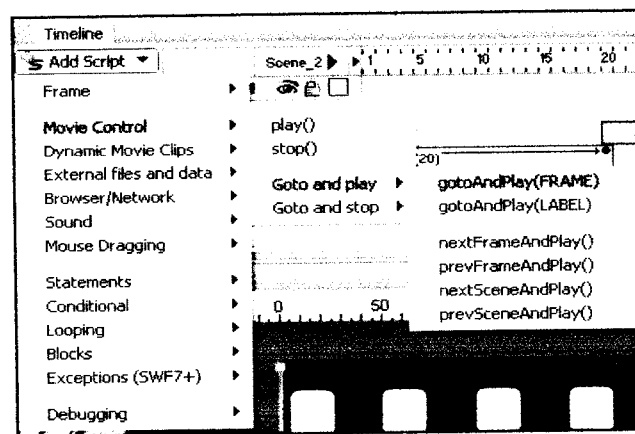 Timeline
Add Script
Scene_2 1 5 10 15 20
Frame
Movie Control
Dynamic Movie Clips
External files and data
Browser/Network
Sound
Mouse Dragging
Statements
Conditional
Looping
Blocks
Exceptions (SWF7+)
Debugging
play()
stop()
Goto and play
Goto and stop
20)
gotoAndPlay(FRAME)
gotoAndPlay(LABEL)
nextFrameAndPlay()
prevFrameAndPlay()
nextSceneAndPlay()
prevSceneAndPlay()
0 50